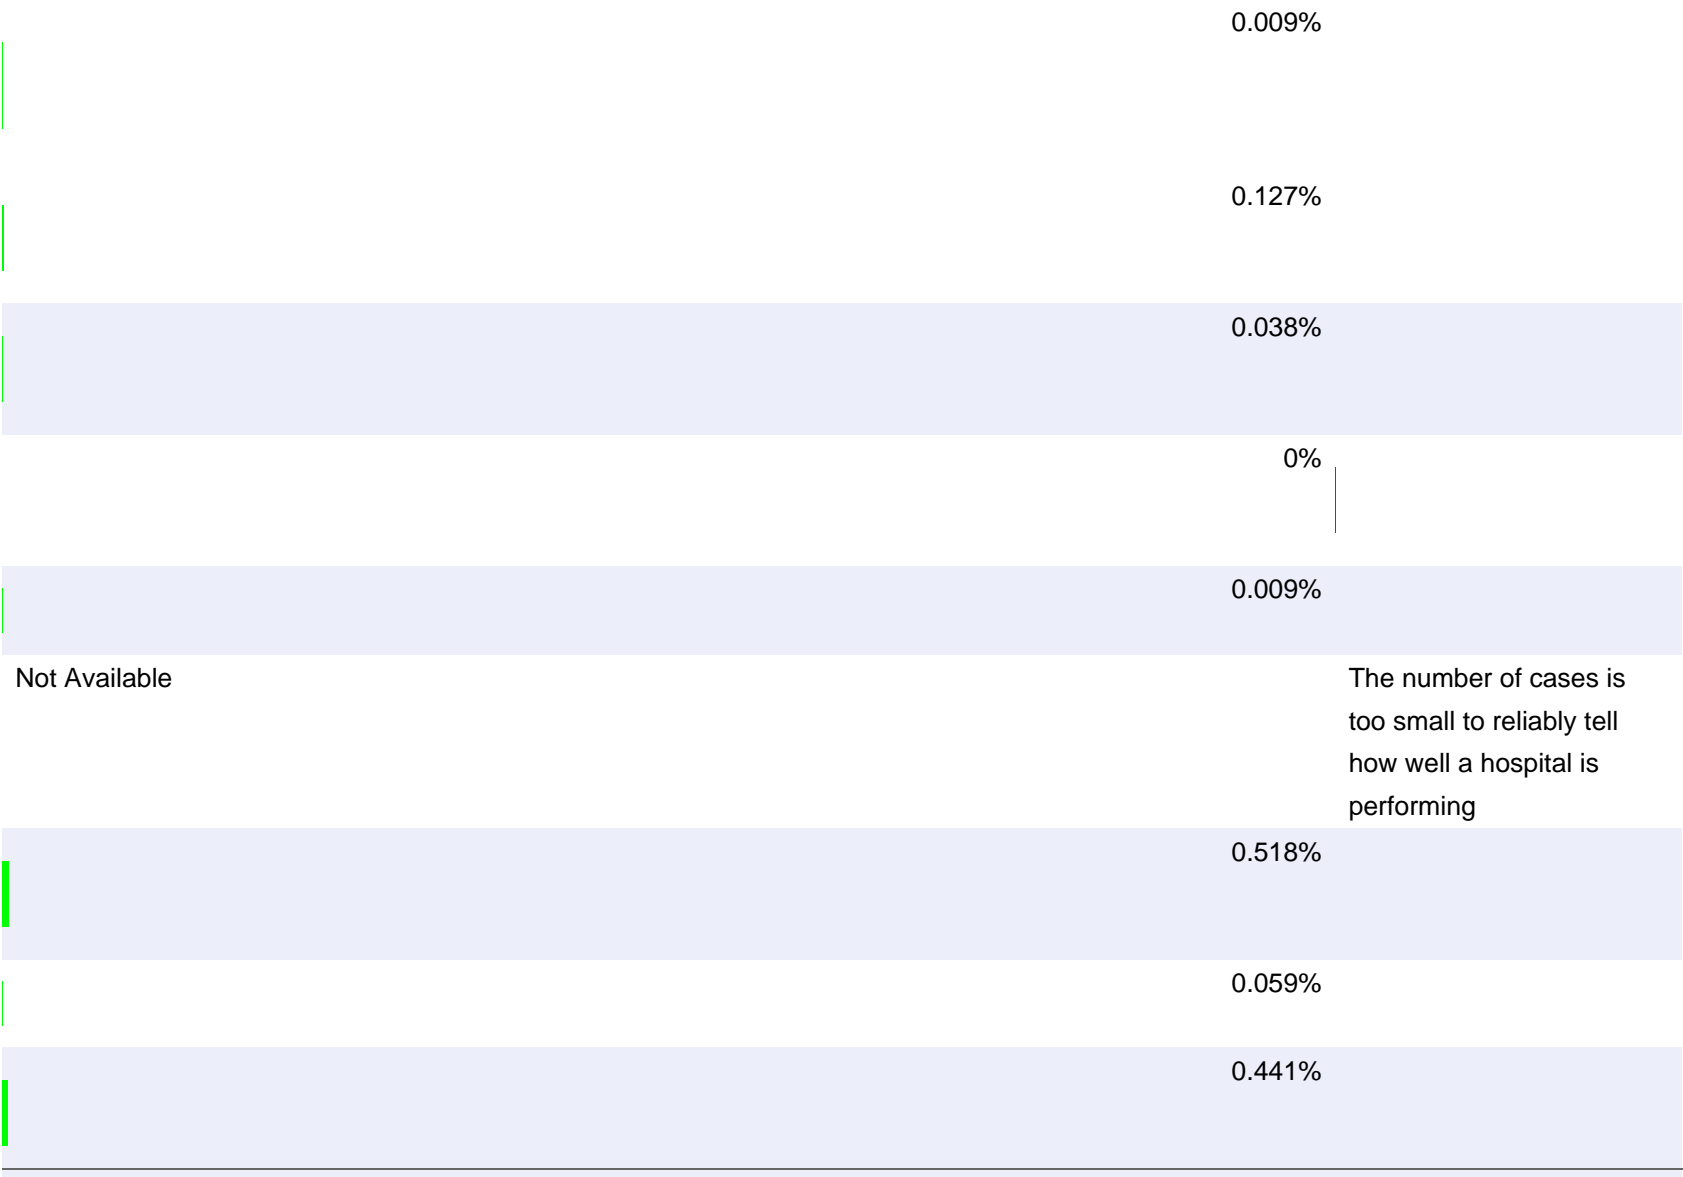 0.009%
0.127%
0.038%
0%
0.009%
Not Available
The number of cases is
too small to reliably tell
how well a hospital is
performing
0.518%
0.059%
0.441%